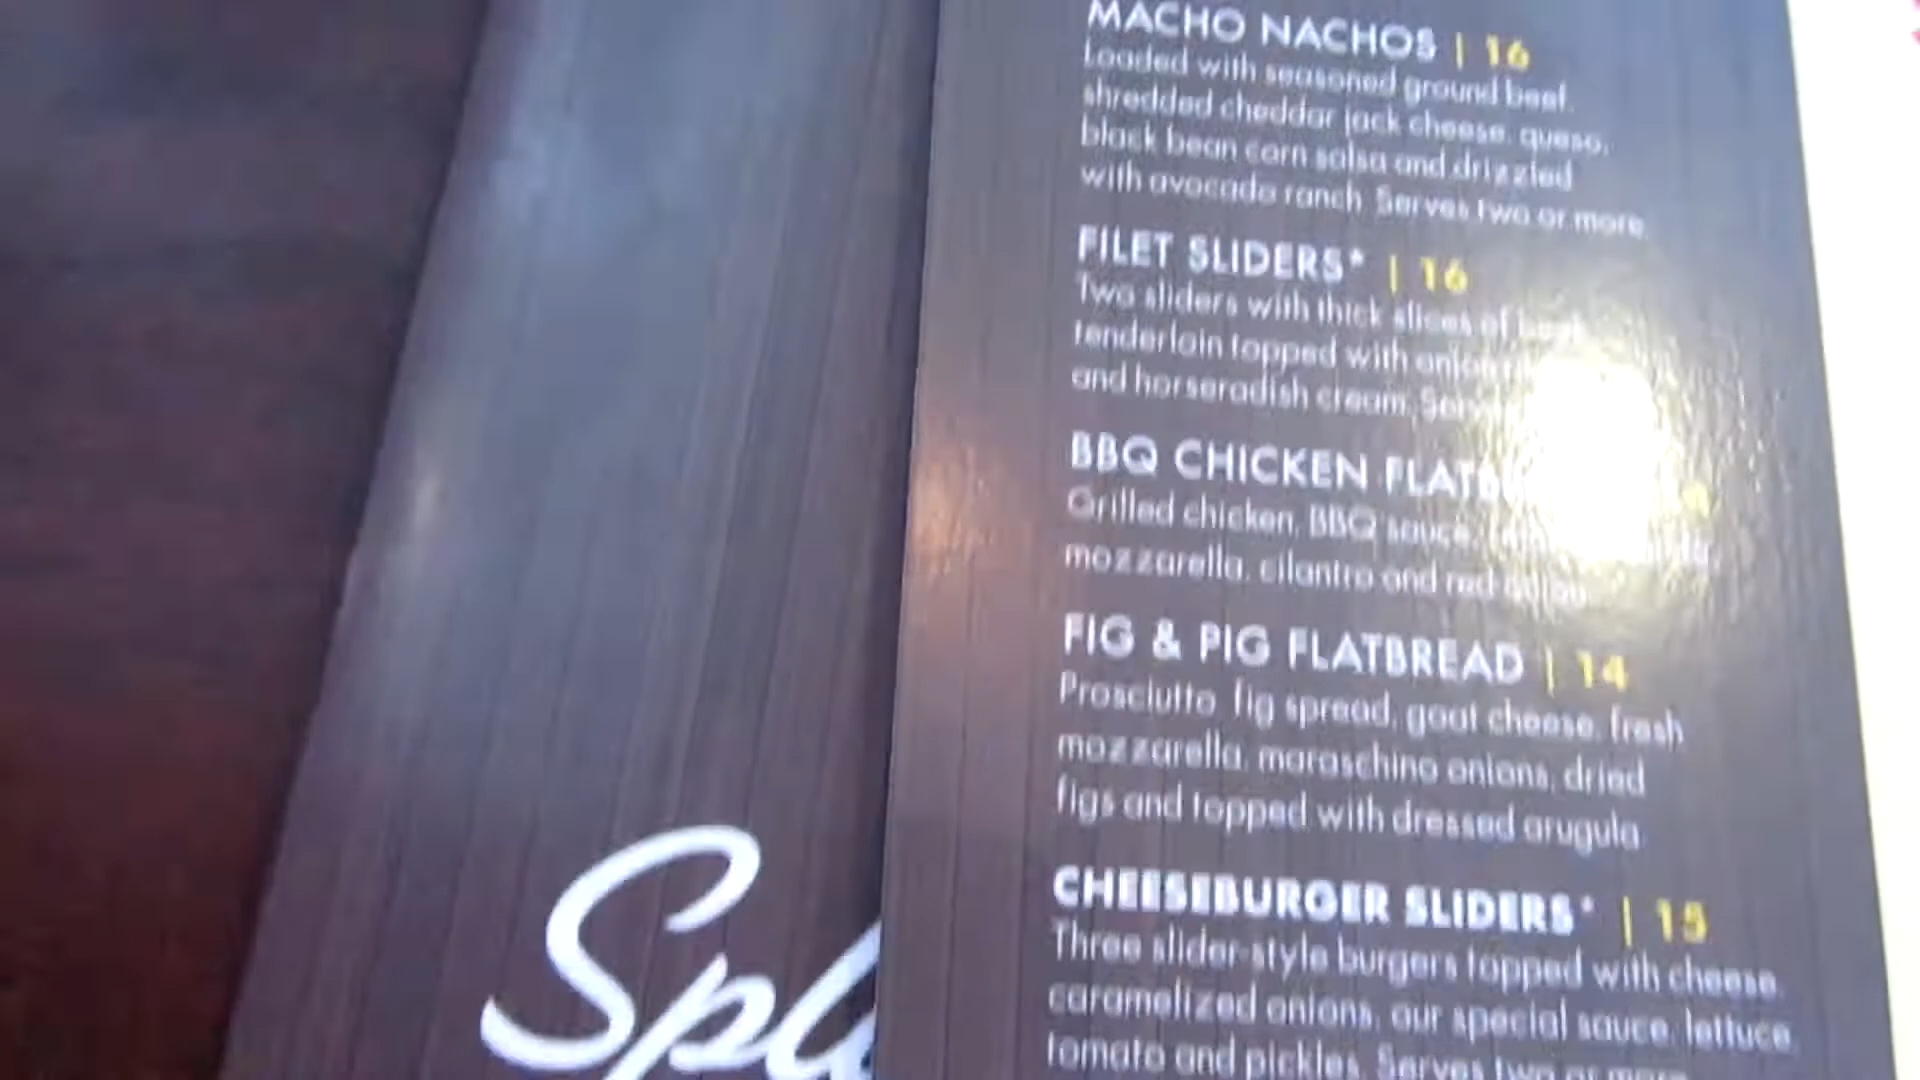 MACHO NACHOS | 16
Loaded with seasoned ground beef,
shredded cheddar jack cheese, queso,
black bean corn salsa and drizzled
with avocado ranch. Serves two or more.
FILET SLIDERS* | 16
Two sliders with thick slices of
tenderloin topped with
and horseradish cream.
BBQ CHICKEN
Grilled chicken, BBQ sauce,
mozzarella, cilantro and red
FIG & PIG FLATBREAD | 14
Prosciutto, fig spread, goat cheese, fresh
mozzarella, maraschino onions, dried
figs and topped with dressed arugula.
CHEESEBURGER SLIDERS* | 15
Three slider-style burgers topped with cheese,
caramelized onions, our special sauce, lettuce,
tomato and pickles. Serves two or more.
Spl